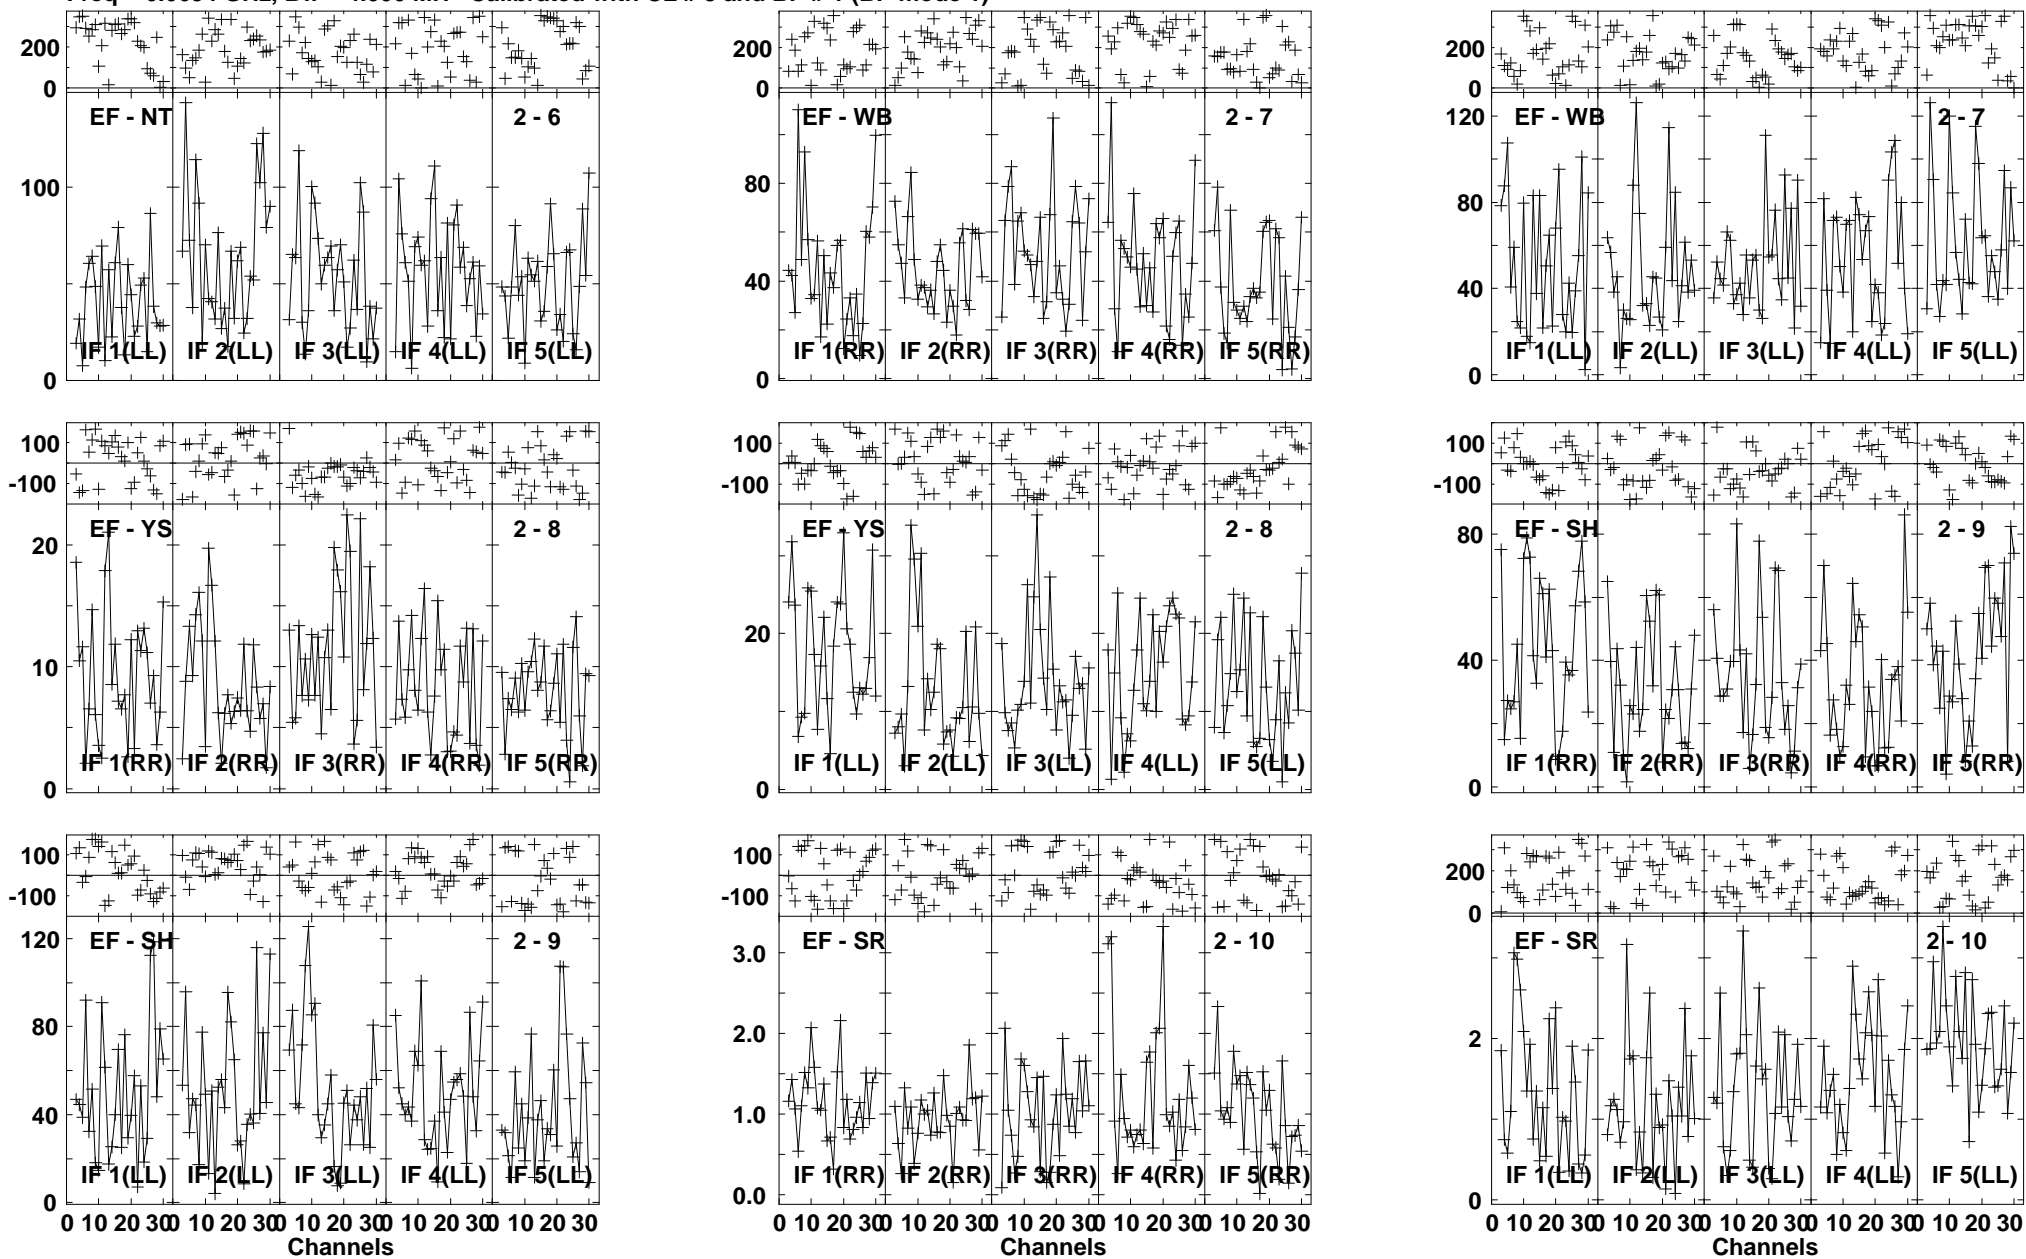 200
0
200
0
200
0
EF - NT 2 - 6
EF - WB 2 - 7
EF - WB 2 - 7
100
0
80
40
0
120
80
40
0
IF 1(LL) IF 2(LL) IF 3(LL) IF 4(LL) IF 5(LL)
IF 1(RR) IF 2(RR) IF 3(RR) IF 4(RR) IF 5(RR)
IF 1(LL) IF 2(LL) IF 3(LL) IF 4(LL) IF 5(LL)
100
-100
100
-100
100
-100
EF - YS 2 - 8
EF - YS 2 - 8
EF - SH 2 - 9
20
10
0
20
0
80
40
0
IF 1(RR) IF 2(RR) IF 3(RR) IF 4(RR) IF 5(RR)
IF 1(LL) IF 2(LL) IF 3(LL) IF 4(LL) IF 5(LL)
IF 1(RR) IF 2(RR) IF 3(RR) IF 4(RR) IF 5(RR)
100
-100
100
-100
200
0
EF - SH 2 - 9
EF - SR 2 - 10
EF - SR 2 - 10
120
80
40
0
3.0
2.0
1.0
0.0
2
0
IF 1(LL) IF 2(LL) IF 3(LL) IF 4(LL) IF 5(LL)
IF 1(RR) IF 2(RR) IF 3(RR) IF 4(RR) IF 5(RR)
IF 1(LL) IF 2(LL) IF 3(LL) IF 4(LL) IF 5(LL)
0 10 20 30 0 10 20 30 0 10 20 30 0 10 20 30 0 10 20 30
0 10 20 30 0 10 20 30 0 10 20 30 0 10 20 30 0 10 20 30
0 10 20 30 0 10 20 30 0 10 20 30 0 10 20 30 0 10 20 30
Channels
Channels
Channels